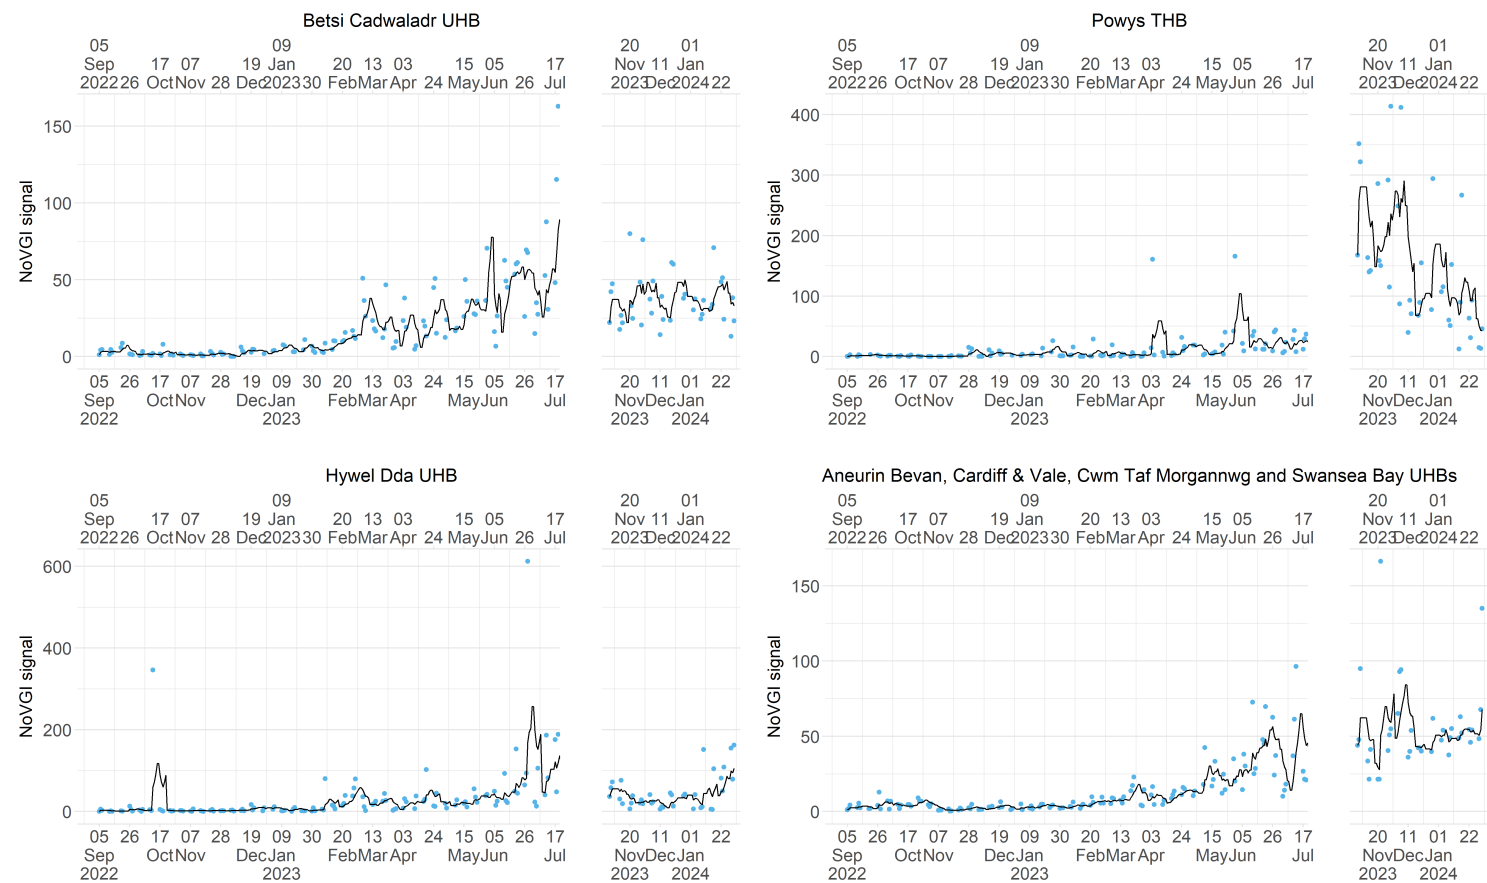 Betsi Cadwaladr UHB
05 09 20 01
Sep 17 07 19 Jan 20 13 03 15 05 17 Nov 11 Jan
2022 26 Oct Nov 28 Dec 2023 30 Feb Mar Apr 24 May Jun 26 Jul 2023 Dec 2024 22
NoVGI signal
150
100
50
0
05 26 17 07 28 19 09 30 20 13 03 24 15 05 26 17 20 11 01 22
Sep Oct Nov Dec Jan Feb Mar Apr May Jun Jul Nov Dec Jan
2022 2023 2023 2024
Powys THB
05 09 20 01
Sep 17 07 19 Jan 20 13 03 15 05 17 Nov 11 Jan
2022 26 Oct Nov 28 Dec 2023 30 Feb Mar Apr 24 May Jun 26 Jul 2023 Dec 2024 22
NoVGI signal
400
300
200
100
0
05 26 17 07 28 19 09 30 20 13 03 24 15 05 26 17 20 11 01 22
Sep Oct Nov Dec Jan Feb Mar Apr May Jun Jul Nov Dec Jan
2022 2023 2023 2024
Hywel Dda UHB
05 09 20 01
Sep 17 07 19 Jan 20 13 03 15 05 17 Nov 11 Jan
2022 26 Oct Nov 28 Dec 2023 30 Feb Mar Apr 24 May Jun 26 Jul 2023 Dec 2024 22
NoVGI signal
600
400
200
0
05 26 17 07 28 19 09 30 20 13 03 24 15 05 26 17 20 11 01 22
Sep Oct Nov Dec Jan Feb Mar Apr May Jun Jul Nov Dec Jan
2022 2023 2023 2024
Aneurin Bevan, Cardiff & Vale, Cwm Taf Morgannwg and Swansea Bay UHBs
05 09 20 01
Sep 17 07 19 Jan 20 13 03 15 05 17 Nov 11 Jan
2022 26 Oct Nov 28 Dec 2023 30 Feb Mar Apr 24 May Jun 26 Jul 2023 Dec 2024 22
NoVGI signal
150
100
50
0
05 26 17 07 28 19 09 30 20 13 03 24 15 05 26 17 20 11 01 22
Sep Oct Nov Dec Jan Feb Mar Apr May Jun Jul Nov Dec Jan
2022 2023 2023 2024